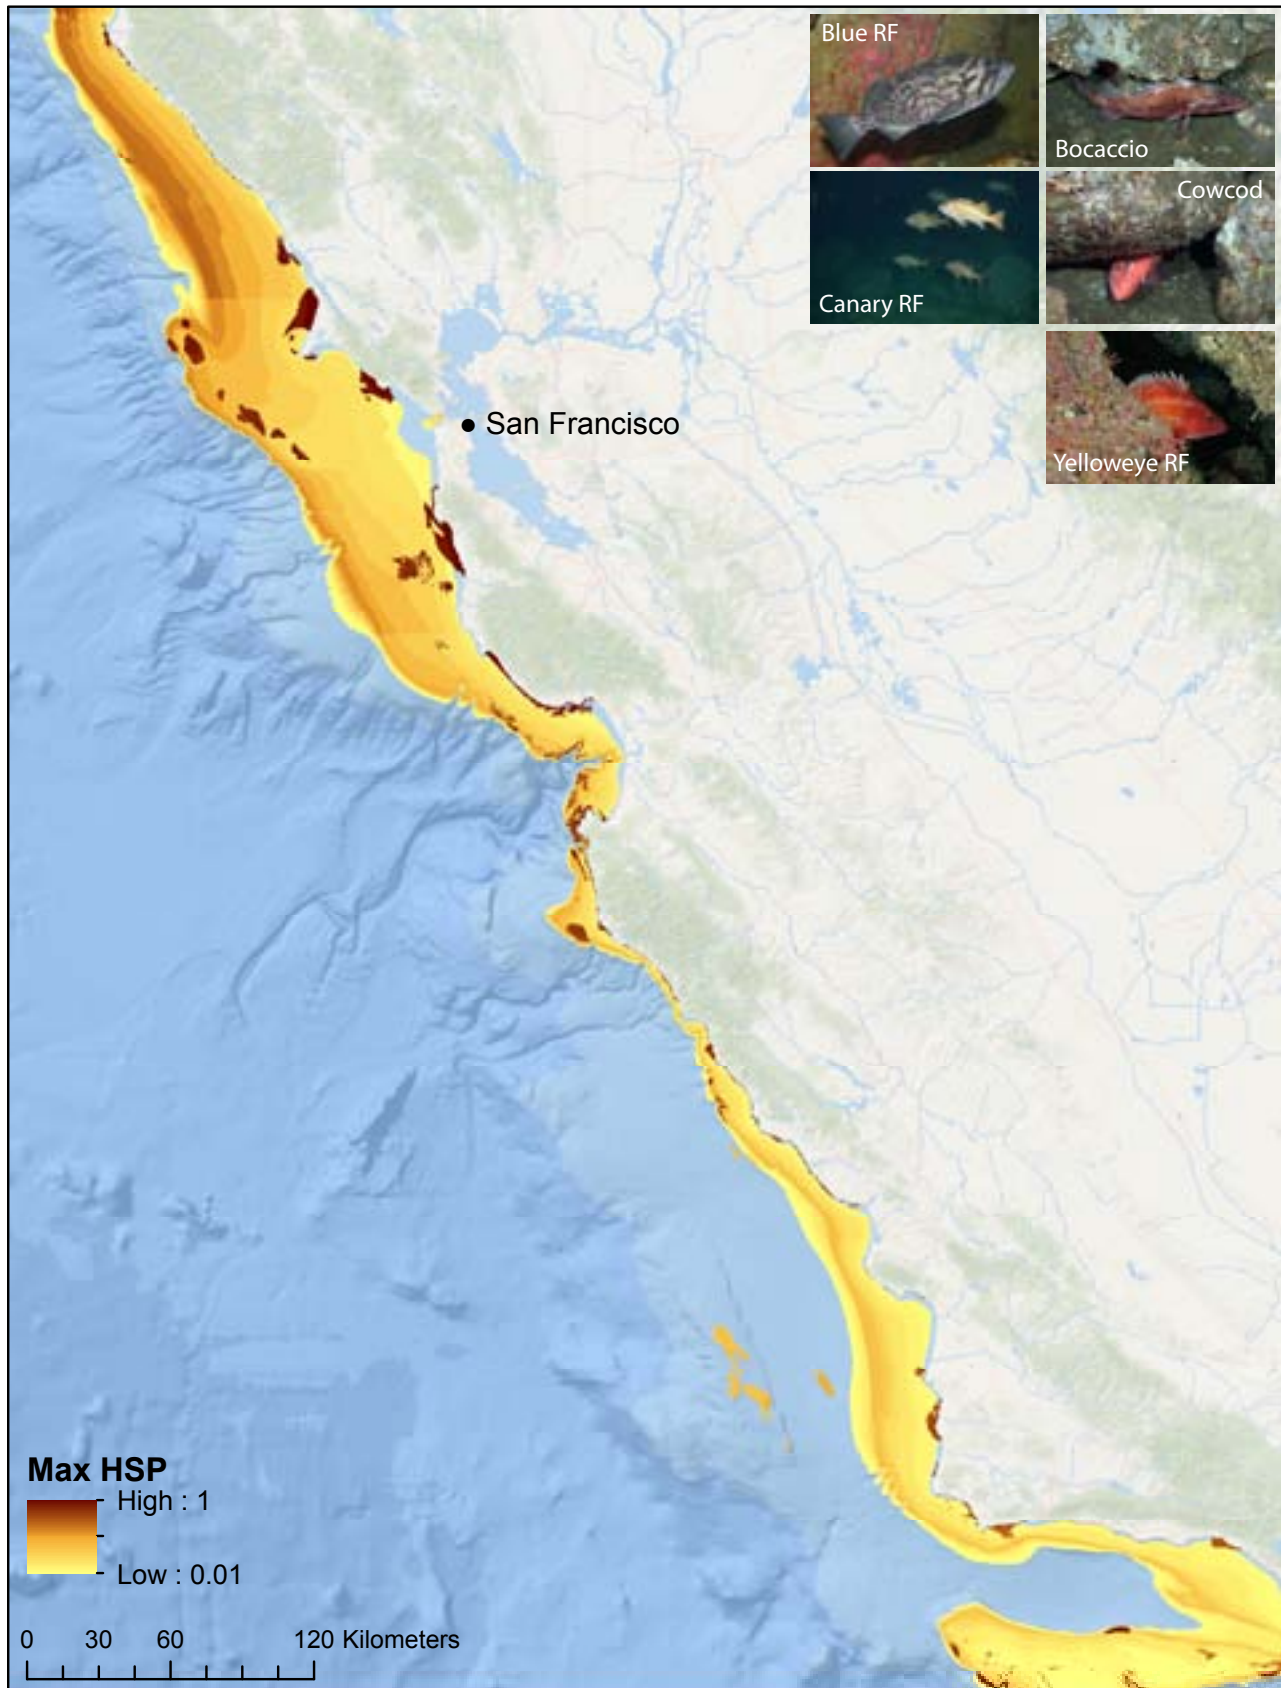 Blue RF
Bocaccio
Canary RF
Cowcod
Yelloweye RF
San Francisco
Max HSP
High : 1
Low : 0.01
0 30 60 120 Kilometers